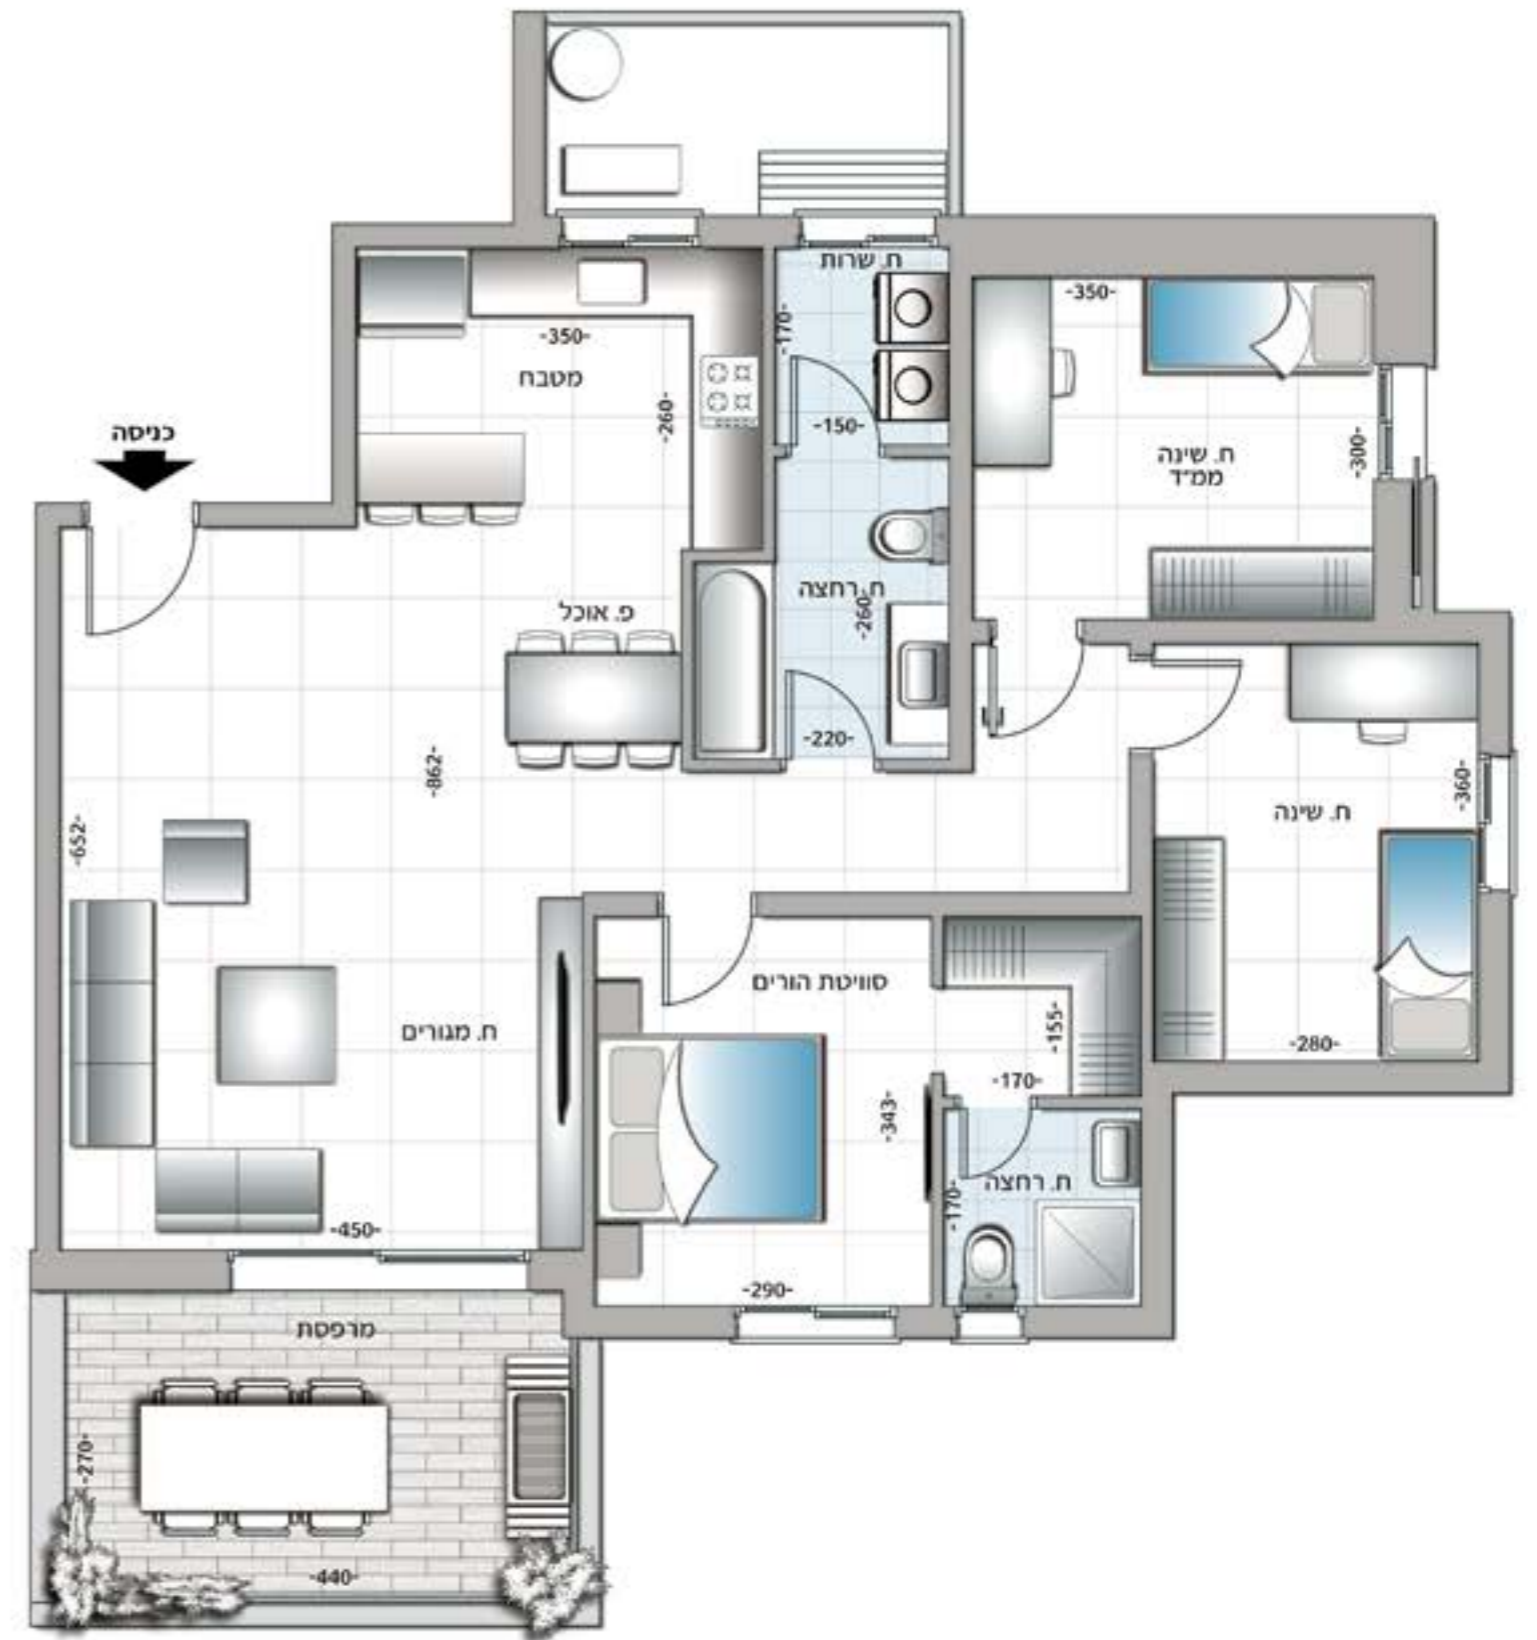 ח. שרות
-170-
-150-
-350-
מטבח
-260-
כניסה
-350-
ח. שינה
ממ״ד
-300-
ח. רחצה
-260-
-220-
פ. אוכל
-862-
-652-
-360-
ח. שינה
-280-
סוויטת הורים
-155-
-170-
-343-
-290-
ח. רחצה
-170-
ח. מגורים
-450-
מרפסת
-270-
-440-